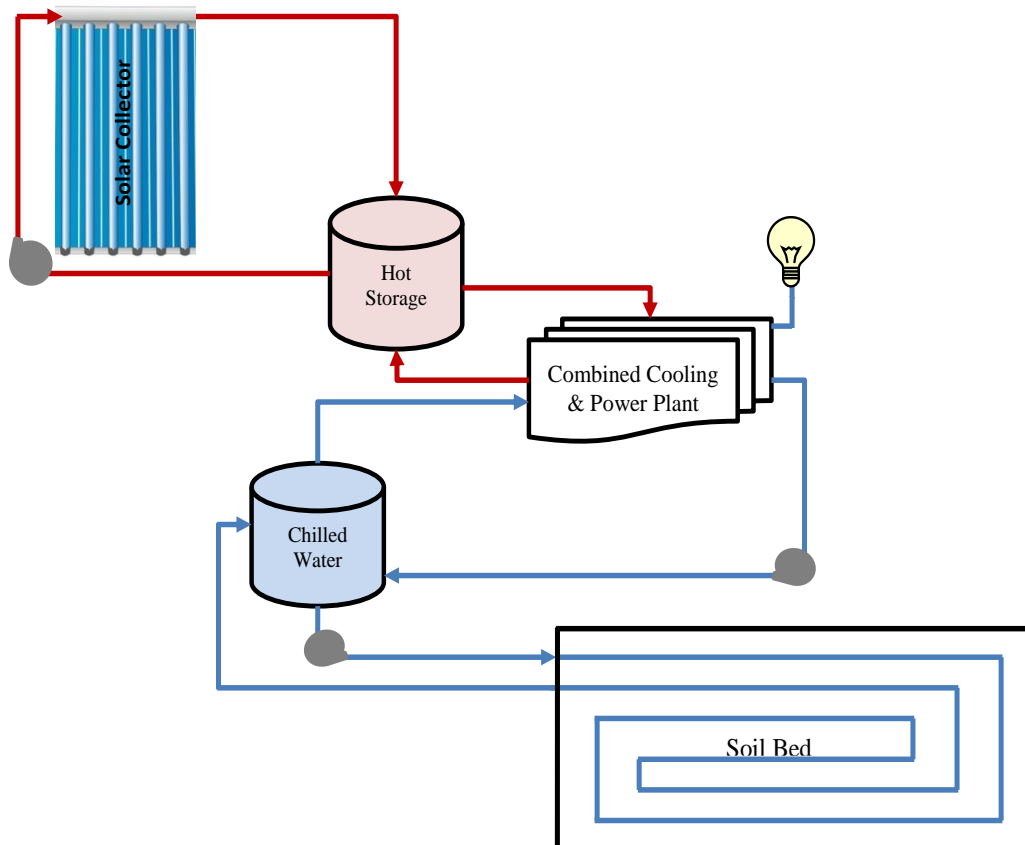 Solar Collector
Hot
Storage
Combined Cooling
& Power Plant
Chilled
Water
Soil Bed